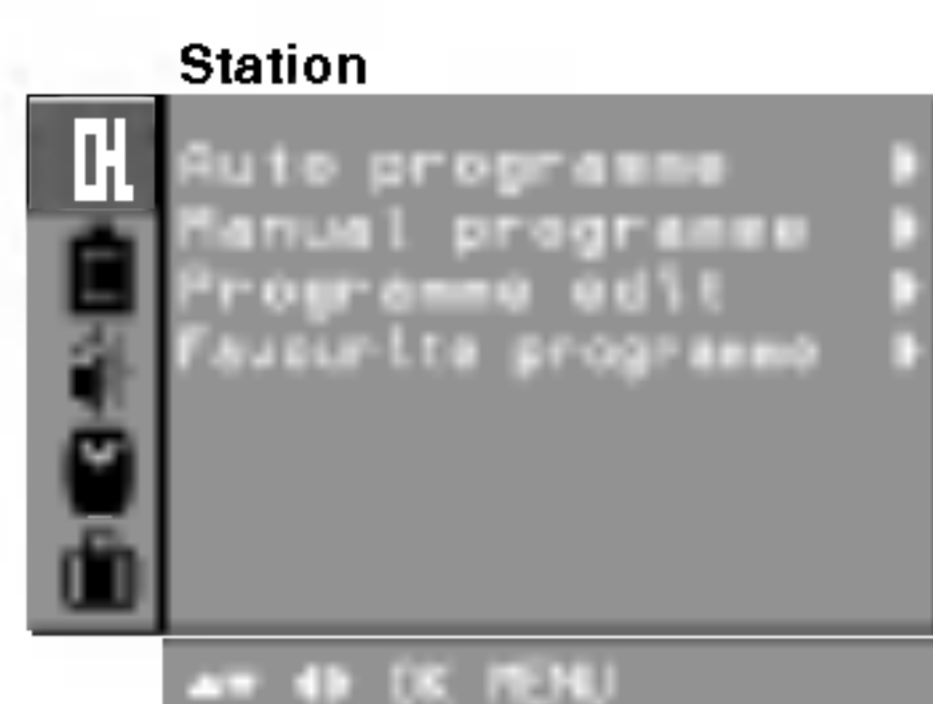 Station
CH
Auto programme
Manual programme
Programme edit
Favourite programme
OK MENU